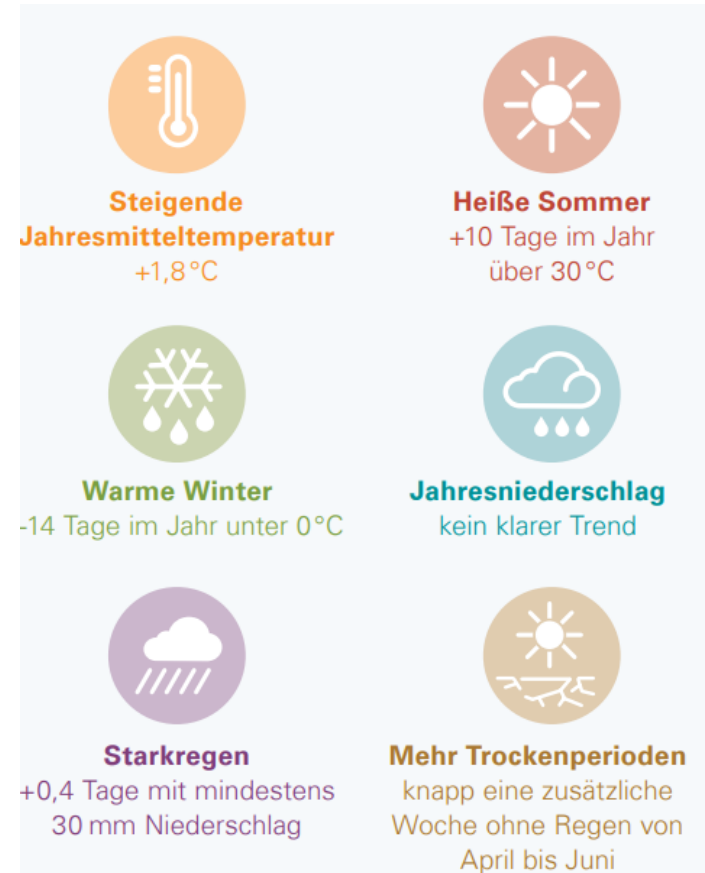 Steigende
Jahresmitteltemperatur
+1,8 °C
Heiße Sommer
+10 Tage im Jahr
über 30 °C
Warme Winter
-14 Tage im Jahr unter 0 °C
Jahresniederschlag
kein klarer Trend
Starkregen
+0,4 Tage mit mindestens
30 mm Niederschlag
Mehr Trockenperioden
knapp eine zusätzliche
Woche ohne Regen von
April bis Juni